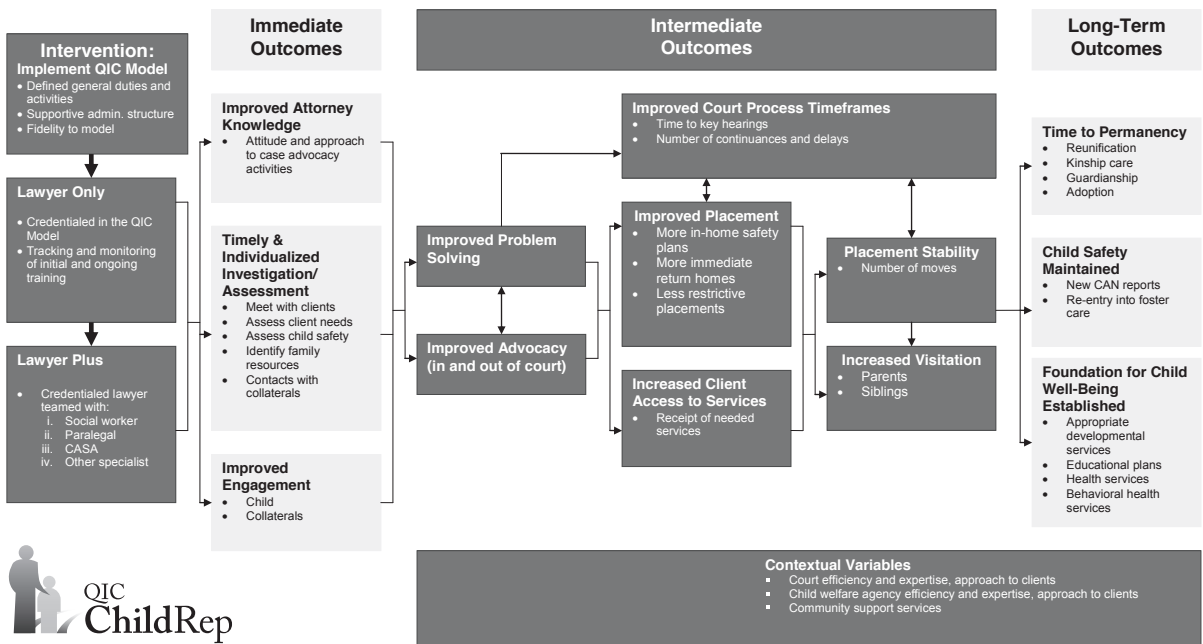 Intervention:
Implement QIC Model
• Defined general duties and
activities
• Supportive admin. structure
• Fidelity to model
Lawyer Only
• Credentialed in the QIC
Model
• Tracking and monitoring
of initial and ongoing
training
Lawyer Plus
• Credentialed lawyer
teamed with:
i. Social worker
ii. Paralegal
iii. CASA
iv. Other specialist
Immediate
Outcomes
Improved Attorney
Knowledge
• Attitude and approach
to case advocacy
activities
Timely &
Individualized
Investigation/
Assessment
• Meet with clients
• Assess client needs
• Assess child safety
• Identify family
resources
• Contacts with
collaterals
Improved
Engagement
• Child
• Collaterals
Intermediate
Outcomes
Improved Court Process Timeframes
• Time to key hearings
• Number of continuances and delays
Improved Problem
Solving
Improved Advocacy
(in and out of court)
Improved Placement
• More in-home safety
plans
• More immediate
return homes
• Less restrictive
placements
Increased Client
Access to Services
• Receipt of needed
services
Placement Stability
• Number of moves
Increased Visitation
• Parents
• Siblings
Long-Term
Outcomes
Time to Permanency
• Reunification
• Kinship care
• Guardianship
• Adoption
Child Safety
Maintained
• New CAN reports
• Re-entry into foster
care
Foundation for Child
Well-Being
Established
• Appropriate
developmental
services
• Educational plans
• Health services
• Behavioral health
services
Contextual Variables
▪ Court efficiency and expertise, approach to clients
▪ Child welfare agency efficiency and expertise, approach to clients
▪ Community support services
QIC
ChildRep